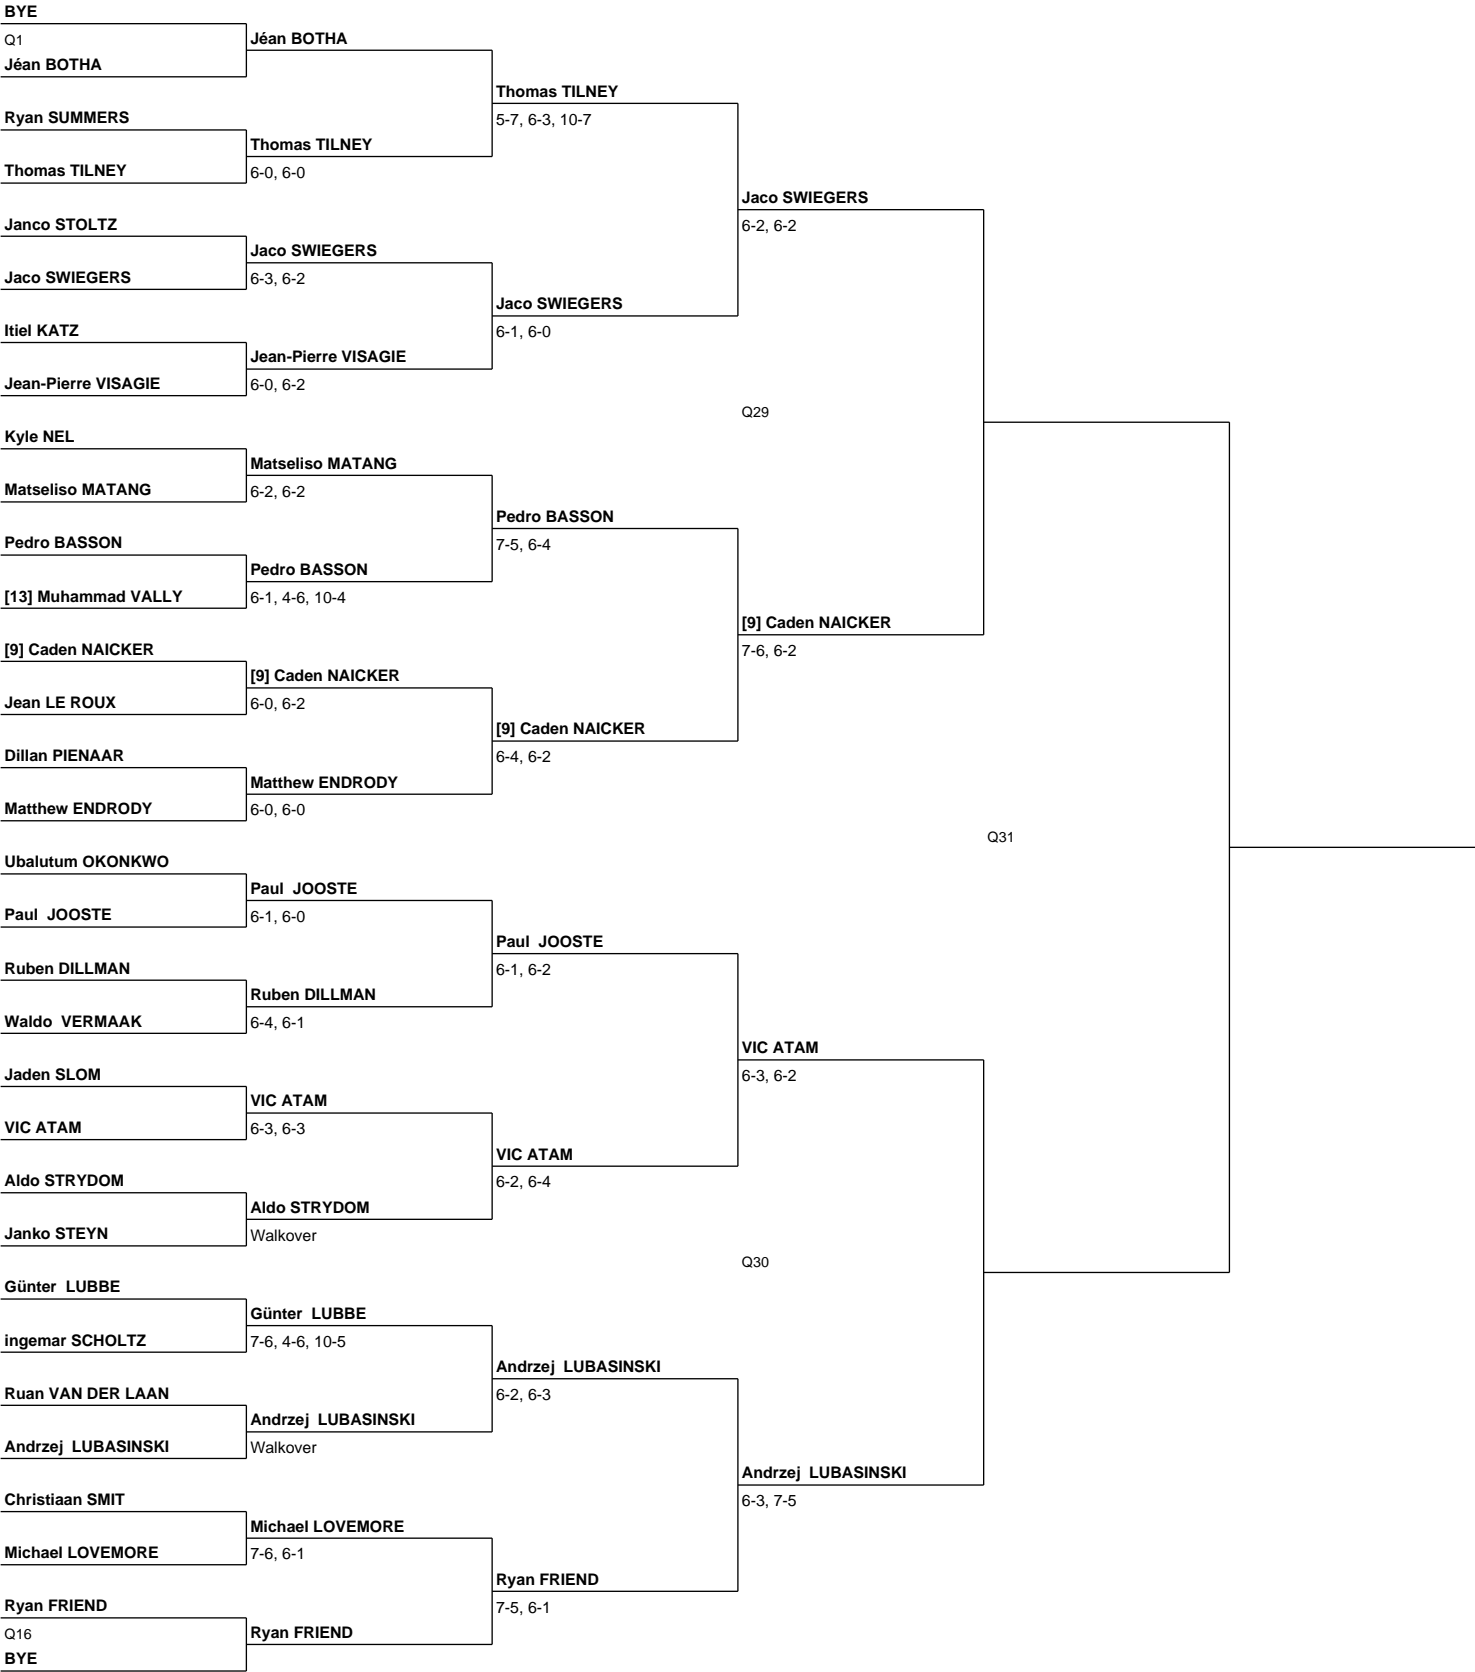 BYE
Q1
Jéan BOTHA
Ryan SUMMERS
Thomas TILNEY
Janco STOLTZ
Jaco SWIEGERS
Itiel KATZ
Jean-Pierre VISAGIE
Kyle NEL
Matseliso MATANG
Pedro BASSON
[13] Muhammad VALLY
[9] Caden NAICKER
Jean LE ROUX
Dillan PIENAAR
Matthew ENDRODY
Ubalutum OKONKWO
Paul  JOOSTE
Ruben DILLMAN
Waldo  VERMAAK
Jaden SLOM
VIC ATAM
Aldo STRYDOM
Janko STEYN
Günter  LUBBE
ingemar SCHOLTZ
Ruan VAN DER LAAN
Andrzej  LUBASINSKI
Christiaan SMIT
Michael LOVEMORE
Ryan FRIEND
Q16
BYE
Jéan BOTHA
Thomas TILNEY
6-0, 6-0
Jaco SWIEGERS
6-3, 6-2
Jean-Pierre VISAGIE
6-0, 6-2
Matseliso MATANG
6-2, 6-2
Pedro BASSON
6-1, 4-6, 10-4
[9] Caden NAICKER
6-0, 6-2
Matthew ENDRODY
6-0, 6-0
Paul  JOOSTE
6-1, 6-0
Ruben DILLMAN
6-4, 6-1
VIC ATAM
6-3, 6-3
Aldo STRYDOM
Walkover
Günter  LUBBE
7-6, 4-6, 10-5
Andrzej  LUBASINSKI
Walkover
Michael LOVEMORE
7-6, 6-1
Ryan FRIEND
Thomas TILNEY
5-7, 6-3, 10-7
Jaco SWIEGERS
6-1, 6-0
Pedro BASSON
7-5, 6-4
[9] Caden NAICKER
6-4, 6-2
Paul  JOOSTE
6-1, 6-2
VIC ATAM
6-2, 6-4
Andrzej  LUBASINSKI
6-2, 6-3
Ryan FRIEND
7-5, 6-1
Jaco SWIEGERS
6-2, 6-2
Q29
[9] Caden NAICKER
7-6, 6-2
VIC ATAM
6-3, 6-2
Q30
Andrzej  LUBASINSKI
6-3, 7-5
Q31